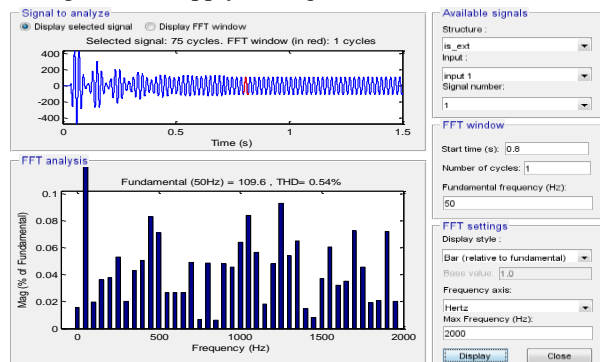 Signal to analyze
Display selected signal Display FFT window
Selected signal: 75 cycles. FFT window (in red): 1 cycles
400
200
0
-200
-400
0 0.5 1 1.5
Time (s)
FFT analysis
Fundamental (50Hz) = 109.6 , THD= 0.54%
Mag (% of Fundamental)
0.1
0.08
0.06
0.04
0.02
0
0 500 1000 1500 2000
Frequency (Hz)
Available signals
Structure :
is_ext
Input :
input 1
Signal number:
1
FFT window
Start time (s): 0.8
Number of cycles: 1
Fundamental frequency (Hz):
50
FFT settings
Display style :
Bar (relative to fundamental)
Base value: 1.0
Frequency axis:
Hertz
Max Frequency (Hz):
2000
Display Close